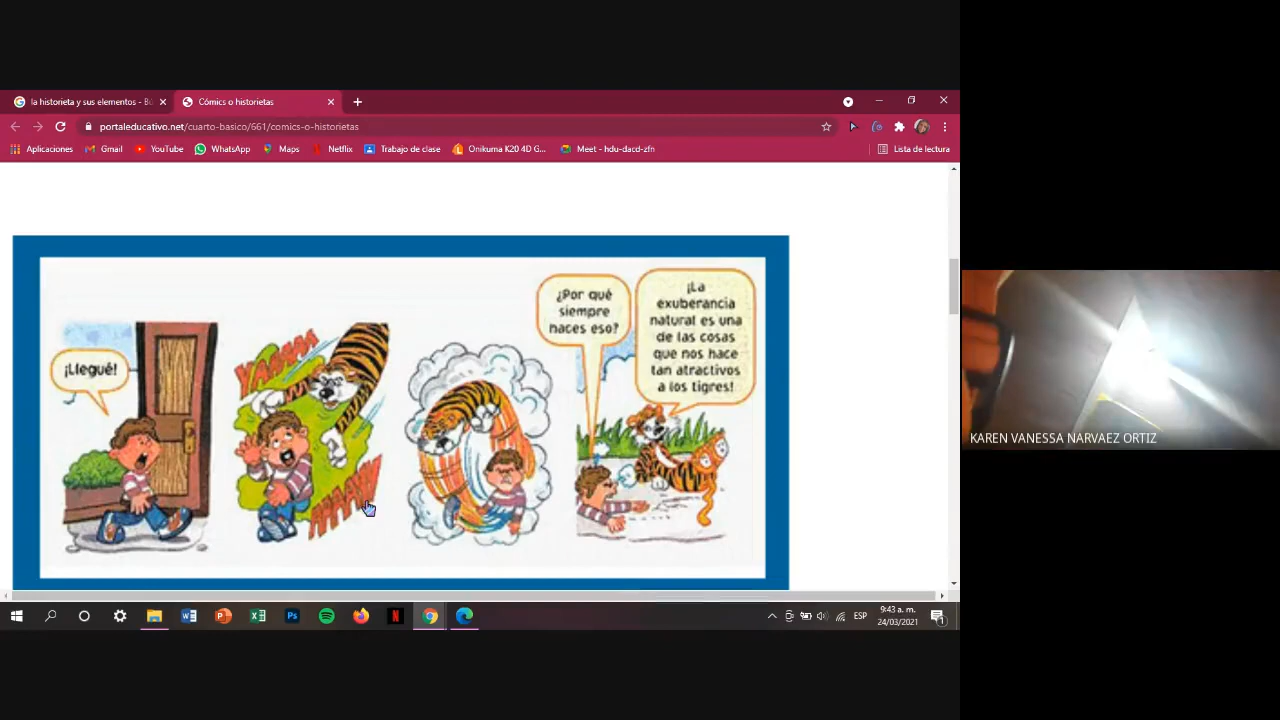 la historieta y sus elementos - Bú
Cómics o historietas
portaleducativo.net/cuarto-basico/661/comics-o-historietas
Aplicaciones Gmail YouTube WhatsApp Maps Netflix Trabajo de clase Onikuma K20 4D G... Meet - hdu-dacd-zfn Lista de lectura
¡Llegué!
¿Por qué
siempre
haces eso?
¡La
exuberancia
natural es una
de las cosas
que nos hace
tan atractivos
a los tigres!
KAREN VANESSA NARVAEZ ORTIZ
ESP
9:43 a. m.
24/03/2021